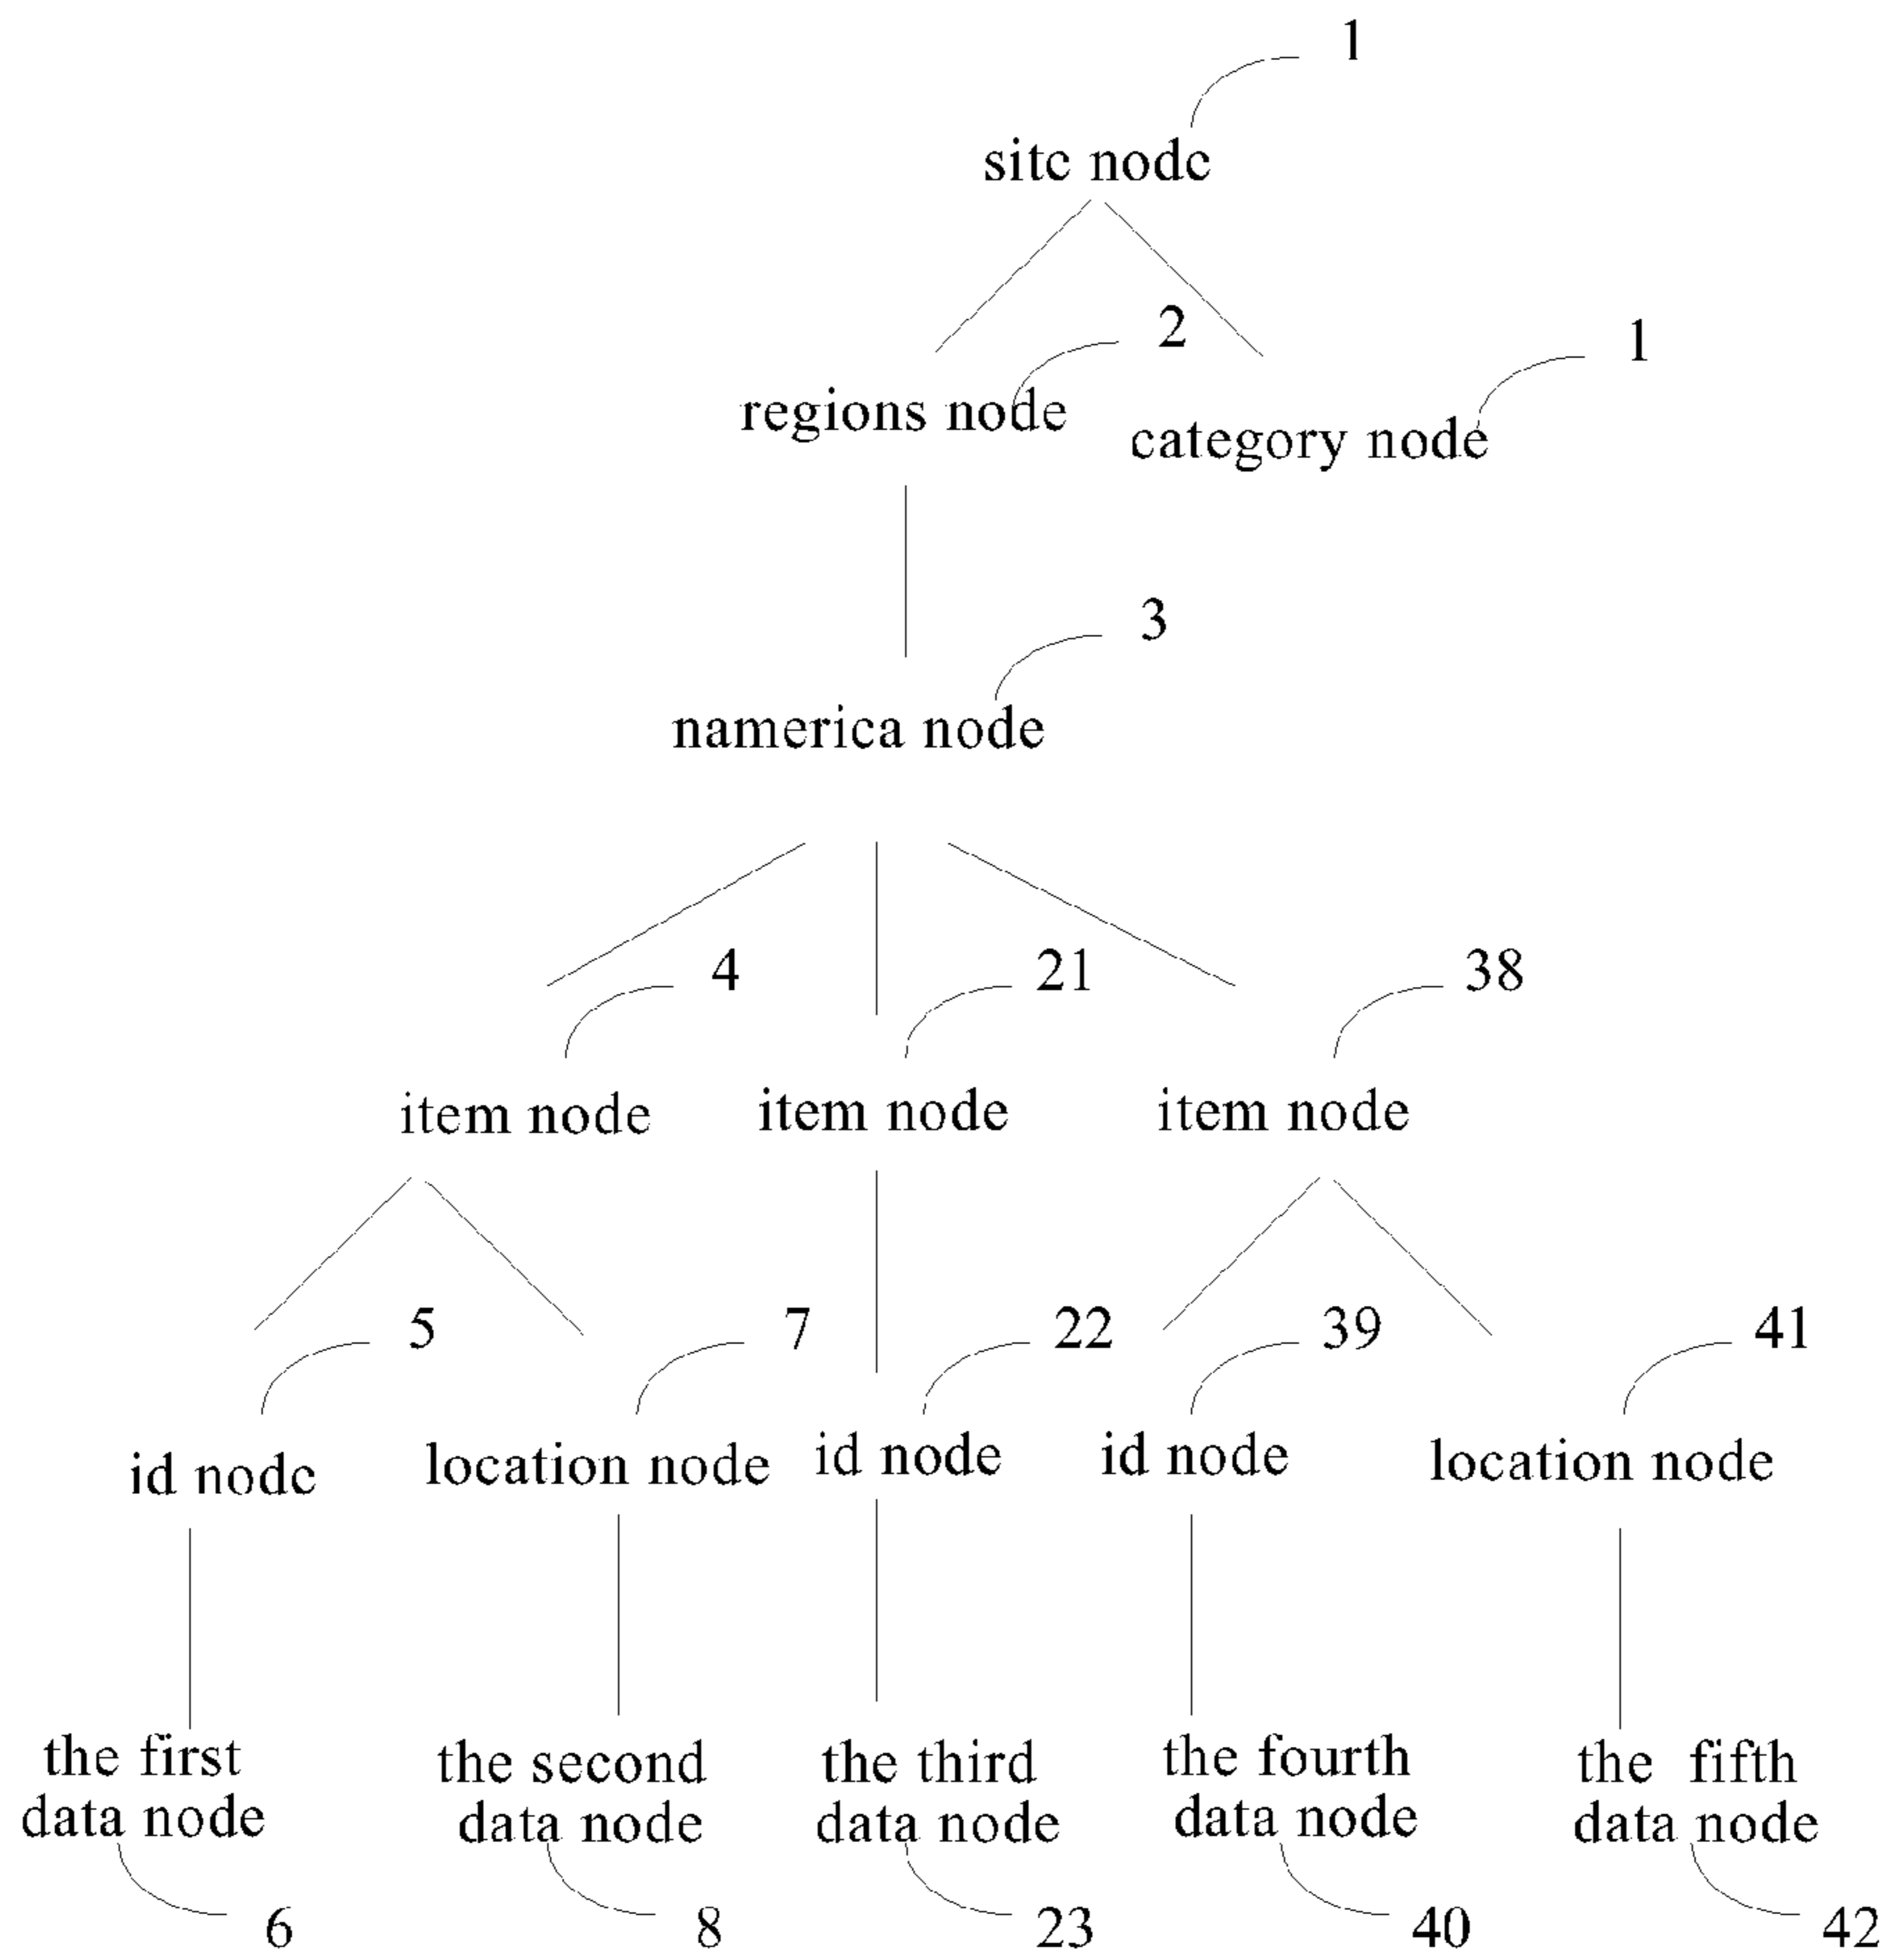 1
site node
2
1
regions node
category node
3
namerica node
4
21
38
item node
item node
item node
5
7
22
39
41
id node
location node
id node
id node
location node
the first
data node
the second
data node
the third
data node
the fourth
data node
the fifth
data node
6
8
23
40
42